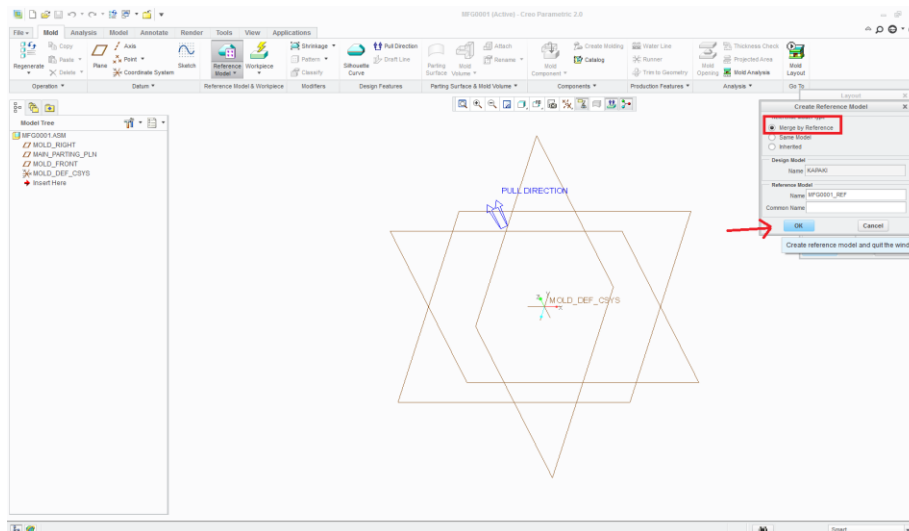 MFG0001 (Active) - Creo Parametric 2.0
File Mold Analysis Model Annotate Render Tools View Applications
Regenerate
Copy
Paste
Delete
Operation
Plane
Axis
Point
Coordinate System
Sketch
Datum
Reference Model
Workpiece
Reference Model & Workpiece
Shrinkage
Pattern
Classify
Modifiers
Silhouette Curve
Pull Direction
Draft Line
Design Features
Parting Surface
Mold Volume
Attach
Rename
Parting Surface & Mold Volume
Mold Component
Create Molding
Catalog
Components
Water Line
Runner
Trim to Geometry
Production Features
Mold Opening
Thickness Check
Projected Area
Mold Analysis
Analysis
Mold Layout
Go To
Model Tree
MFG0001.ASM
MOLD_RIGHT
MAIN_PARTING_PLN
MOLD_FRONT
MOLD_DEF_CSYS
Insert Here
PULL DIRECTION
MOLD_DEF_CSYS
X
Y
Z
Layout
Create Reference Model
Merge by Reference
Same Model
Inherited
Design Model
Name
Reference Model
Name MFG0001_REF
Common Name
OK Cancel
Create reference model and quit the wind
Smart